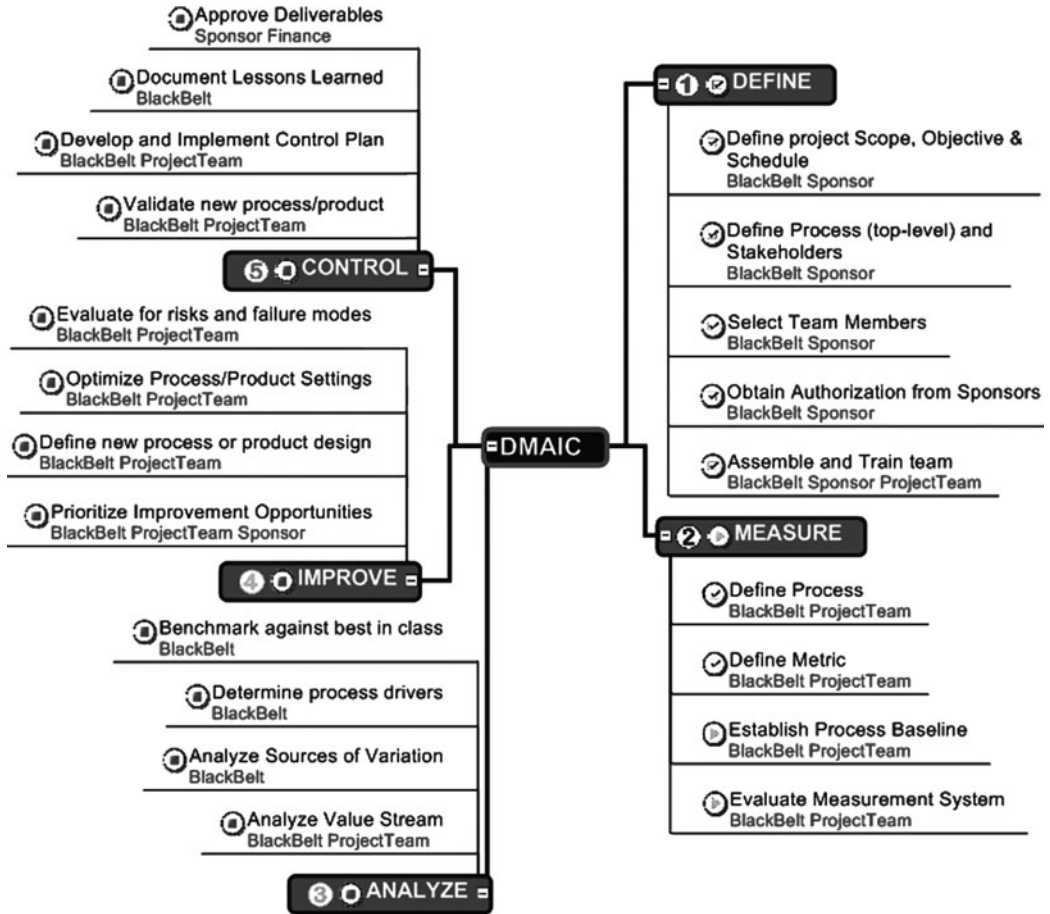 Approve Deliverables
Sponsor Finance
Document Lessons Learned
BlackBelt
Develop and Implement Control Plan
BlackBelt ProjectTeam
Validate new process/product
BlackBelt ProjectTeam
5 CONTROL
Evaluate for risks and failure modes
BlackBelt ProjectTeam
Optimize Process/Product Settings
BlackBelt ProjectTeam
Define new process or product design
BlackBelt ProjectTeam
Prioritize Improvement Opportunities
BlackBelt ProjectTeam Sponsor
4 IMPROVE
Benchmark against best in class
BlackBelt
Determine process drivers
BlackBelt
Analyze Sources of Variation
BlackBelt
Analyze Value Stream
BlackBelt ProjectTeam
3 ANALYZE
DMAIC
1 DEFINE
Define project Scope, Objective &
Schedule
BlackBelt Sponsor
Define Process (top-level) and
Stakeholders
BlackBelt Sponsor
Select Team Members
BlackBelt Sponsor
Obtain Authorization from Sponsors
BlackBelt Sponsor
Assemble and Train team
BlackBelt Sponsor ProjectTeam
2 MEASURE
Define Process
BlackBelt ProjectTeam
Define Metric
BlackBelt ProjectTeam
Establish Process Baseline
BlackBelt ProjectTeam
Evaluate Measurement System
BlackBelt ProjectTeam